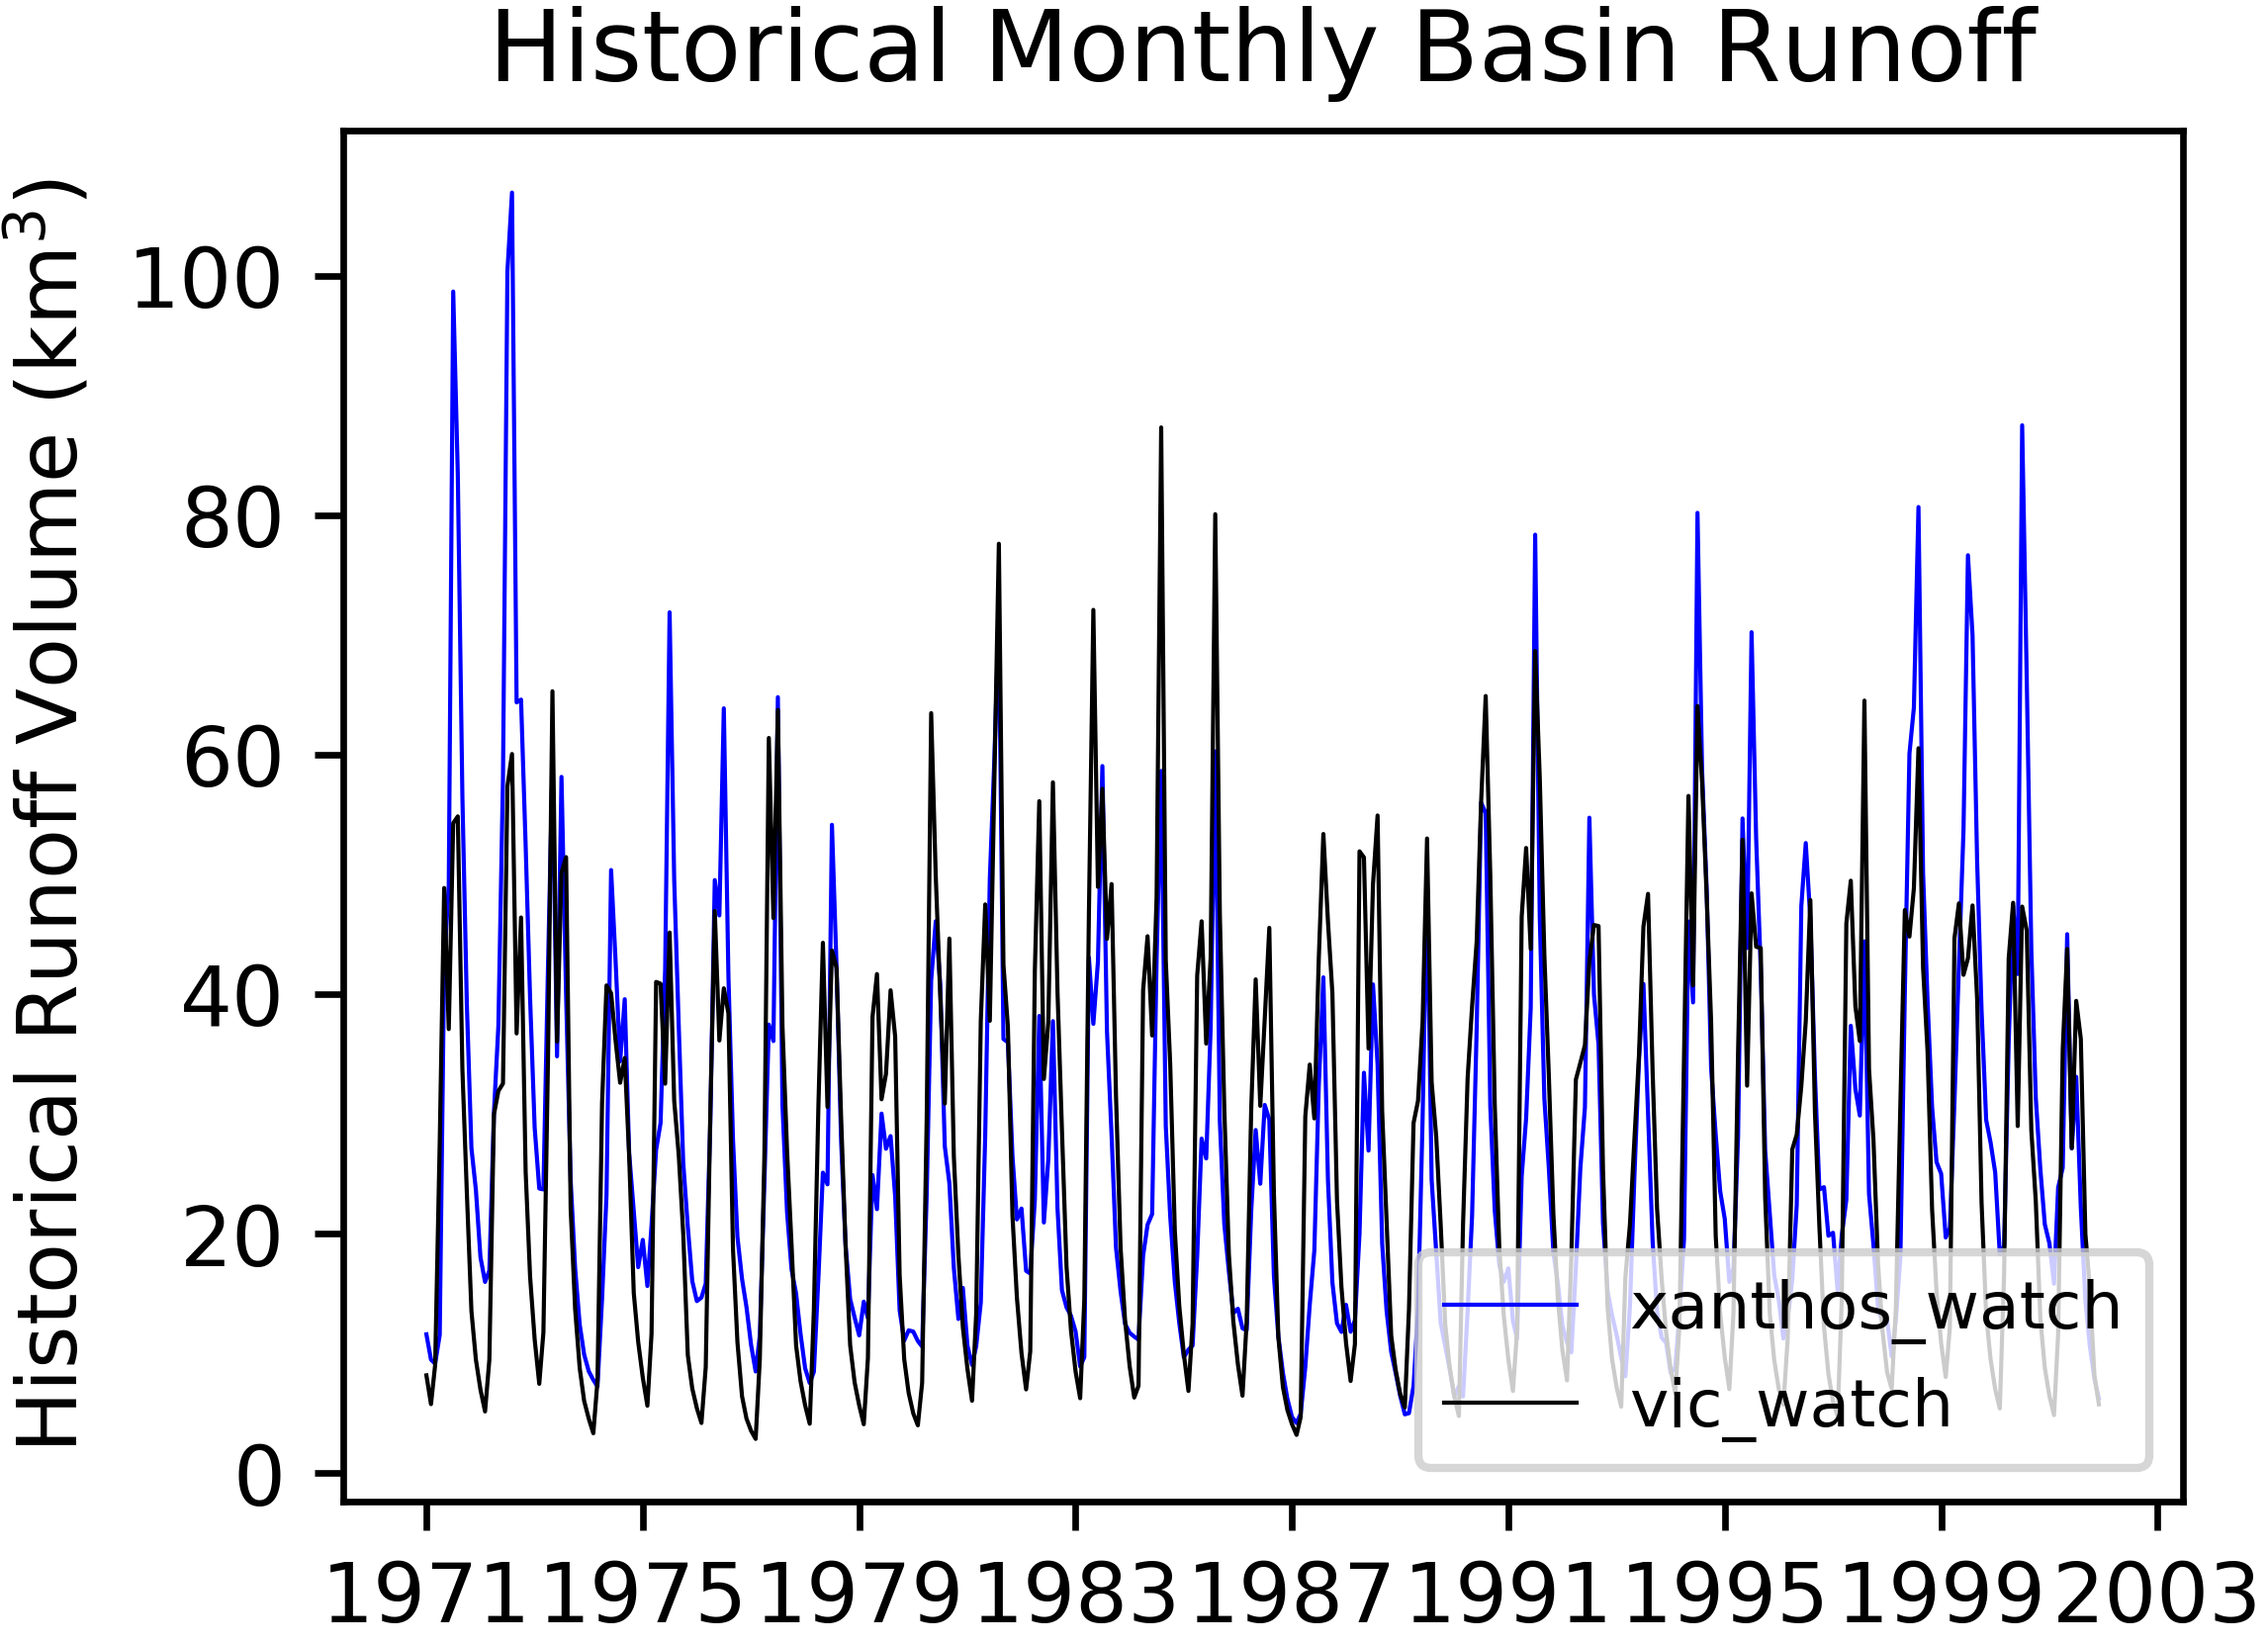 Historical Monthly Basin Runoff
Historical Runoff Volume (km³)
100
80
60
40
20
0
1971 1975 1979 1983 1987 1991 1995 1999 2003
xanthos_watch
vic_watch